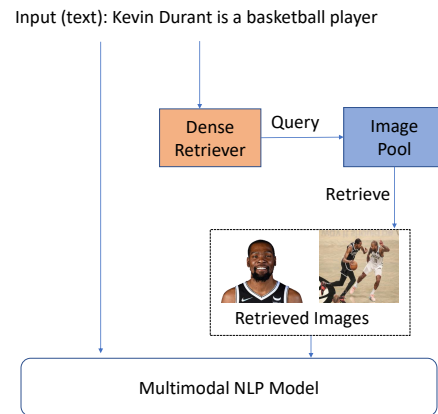 Input (text): Kevin Durant is a basketball player
Dense
Retriever
Query
Image
Pool
Retrieve
Retrieved Images
Multimodal NLP Model